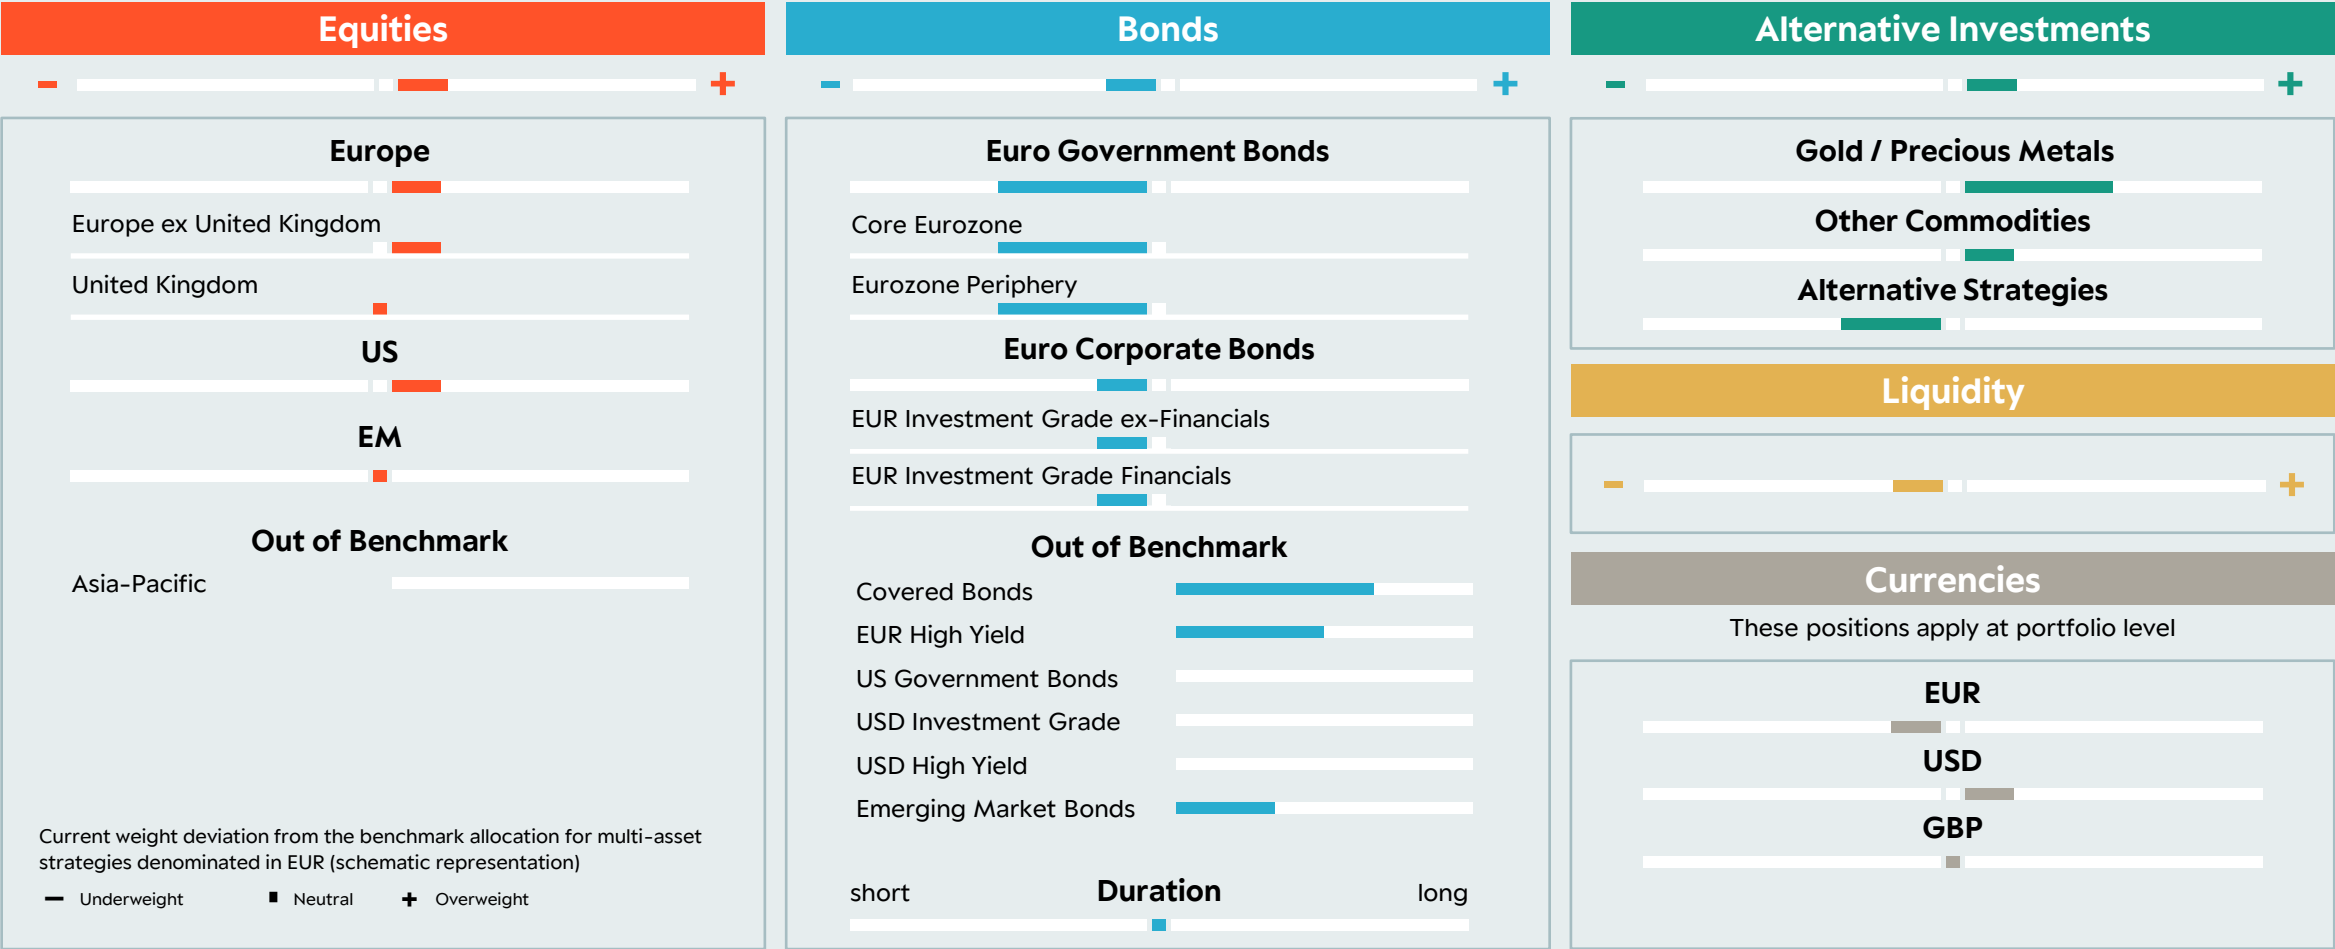 Equities
− +
Europe
Europe ex United Kingdom
United Kingdom
US
EM
Out of Benchmark
Asia-Pacific
Current weight deviation from the benchmark allocation for multi-asset
strategies denominated in EUR (schematic representation)
− Underweight ▪ Neutral + Overweight
Bonds
− +
Euro Government Bonds
Core Eurozone
Eurozone Periphery
Euro Corporate Bonds
EUR Investment Grade ex-Financials
EUR Investment Grade Financials
Out of Benchmark
Covered Bonds
EUR High Yield
US Government Bonds
USD Investment Grade
USD High Yield
Emerging Market Bonds
short Duration long
Alternative Investments
− +
Gold / Precious Metals
Other Commodities
Alternative Strategies
Liquidity
− +
Currencies
These positions apply at portfolio level
EUR
USD
GBP